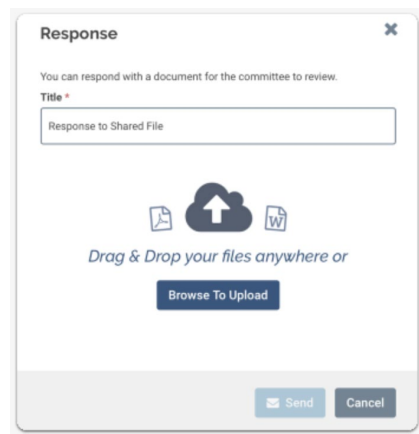 Response
You can respond with a document for the committee to review.
Title *
Response to Shared File
W
Drag & Drop your files anywhere or
Browse To Upload
Send
Cancel